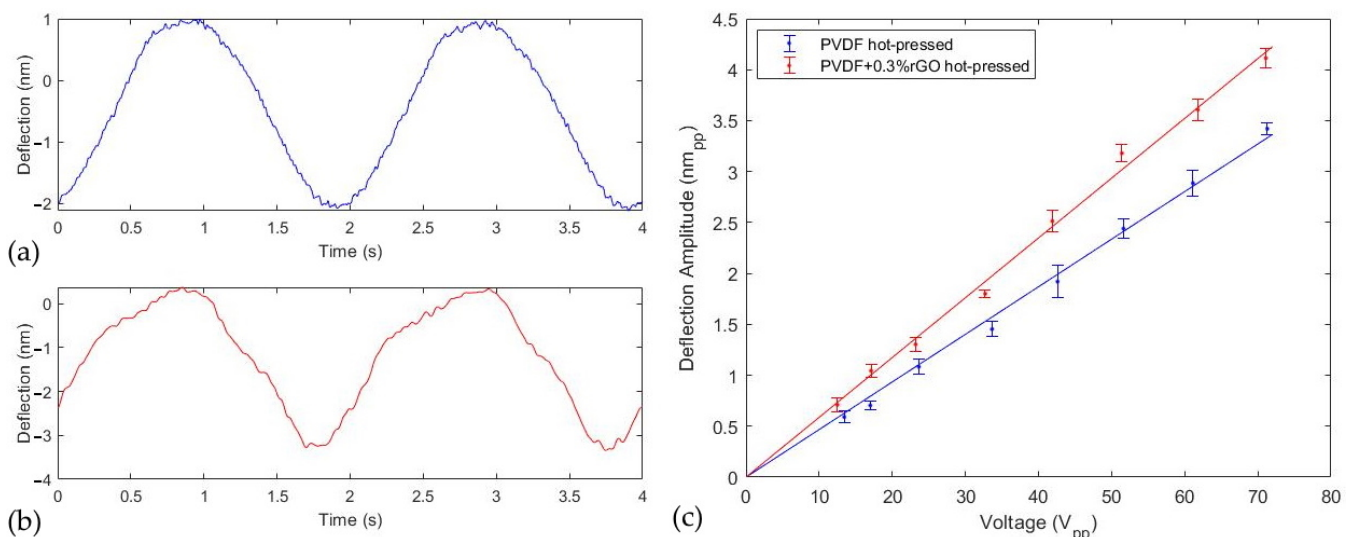 1
0
−1
−2
Deflection (nm)
0 0.5 1 1.5 2 2.5 3 3.5 4
Time (s)
(a)
0
−1
−2
−3
−4
Deflection (nm)
0 0.5 1 1.5 2 2.5 3 3.5 4
Time (s)
(b)
4.5
4
3.5
3
2.5
2
1.5
1
0.5
0
Deflection Amplitude (nmpp)
PVDF hot-pressed
PVDF+0.3%rGO hot-pressed
0 10 20 30 40 50 60 70 80
Voltage (Vpp)
(c)